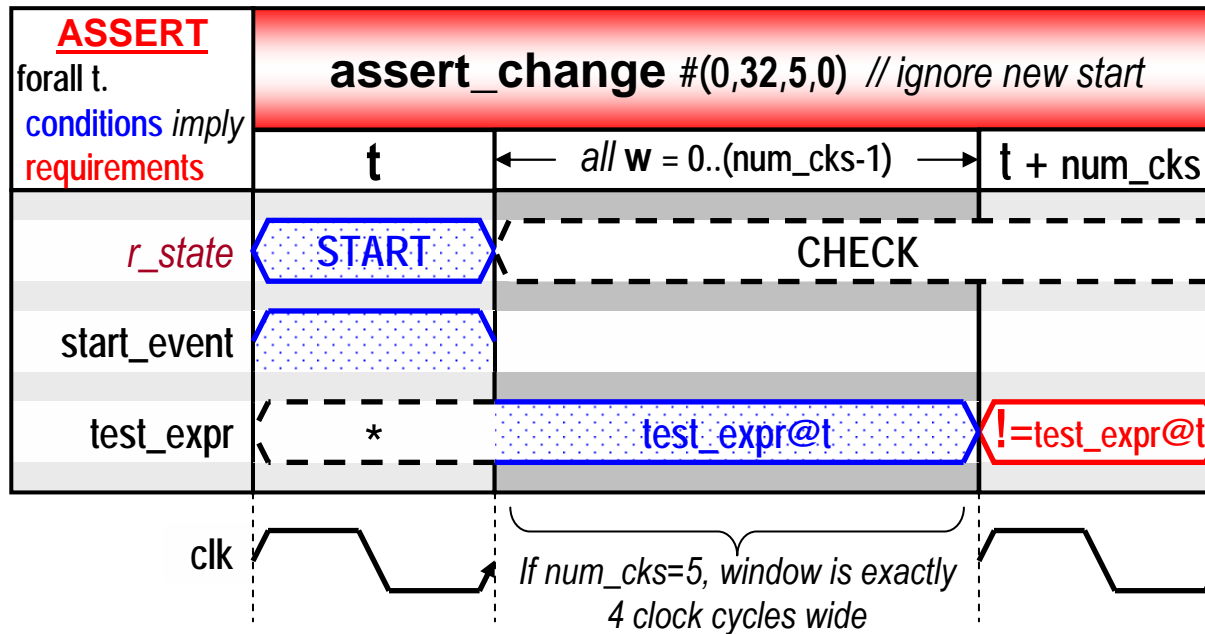 ASSERT
forall t.
conditions imply
requirements
assert_change #(0,32,5,0) // ignore new start
t
all w = 0..(num_cks-1)
t + num_cks
r_state
START
CHECK
start_event
test_expr
*
test_expr@t
!=test_expr@t
clk
If num_cks=5, window is exactly
4 clock cycles wide